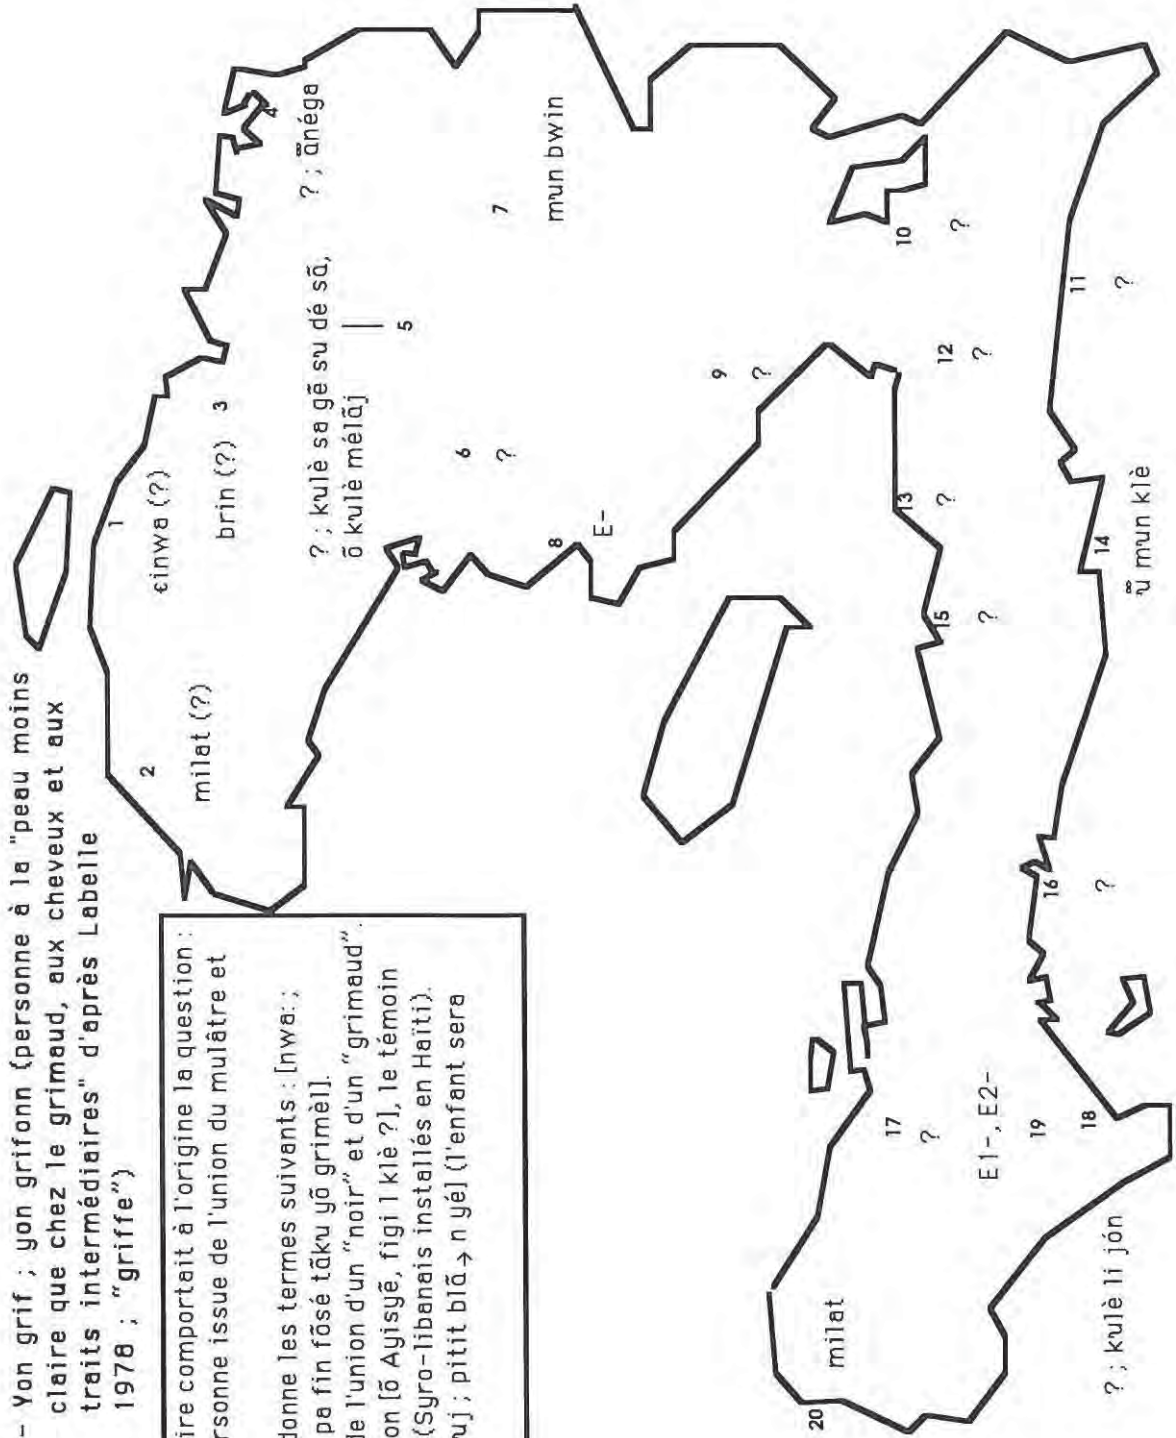 - Yon grif ; yon grifonn (personne à la "peau moins
claire que chez le grimaud, aux cheveux et aux
traits intermédiaires" d'après Labelle
1978 ; "griffe")
ire comportait à l'origine la question :
rsonne issue de l'union du mulâtre et
donne les termes suivants : [nwa: ;
pa fin fõsé tãku yõ grimèl].
de l'union d'un "noir" et d'un "grimaud".
on [õ Ayisyẽ, figi l klè ?], le témoin
(Syro-libanais installés en Haïti).
uj ; pitit blã → n yé] (l'enfant sera
1
єinwa (?)
2
milat (?)
brin (?) 3
4
? ; ãnéga
? ; kulè sa gẽ su dé sã,
õ kulè mélãj
5
6
?
7
mun bwin
8
E-
9
?
10
?
11
?
12
?
13
?
14
mun klè
15
?
16
?
17
?
E1-, E2-
19
18
20
milat
? ; kulè li jón